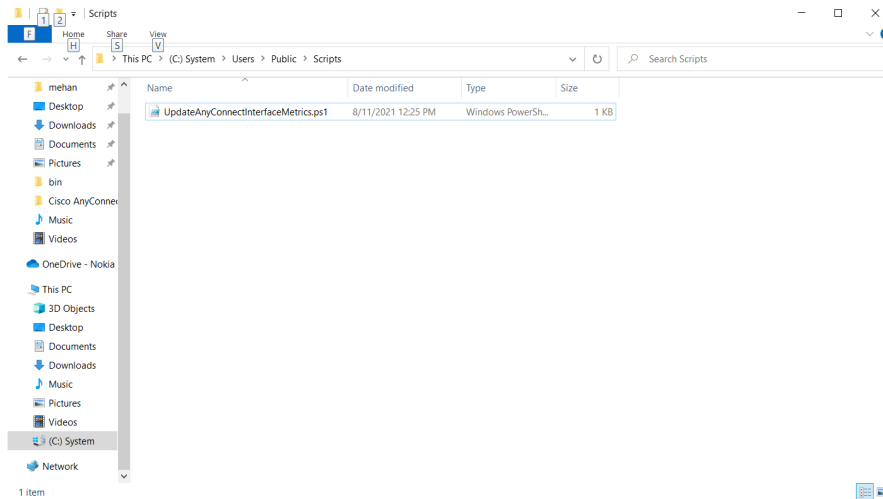 1 2 Scripts
F Home Share View
H S V
This PC (C:) System Users Public Scripts Search Scripts
Name Date modified Type Size
UpdateAnyConnectInterfaceMetrics.ps1 8/11/2021 12:25 PM Windows PowerSh... 1 KB
mehan
Desktop
Downloads
Documents
Pictures
bin
Cisco AnyConnec
Music
Videos
OneDrive - Nokia
This PC
3D Objects
Desktop
Documents
Downloads
Music
Pictures
Videos
(C:) System
Network
1 item